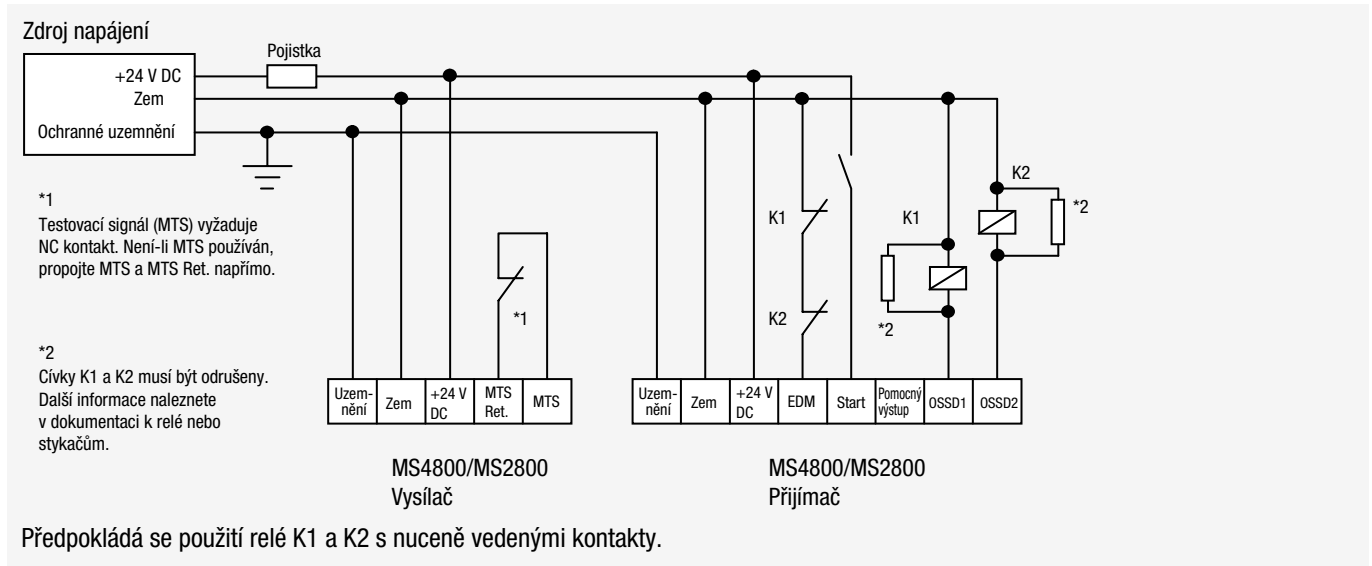 Zdroj napájení
Pojistka
+24 V DC
Zem
Ochranné uzemnění
*1
Testovací signál (MTS) vyžaduje
NC kontakt. Není-li MTS používán,
propojte MTS a MTS Ret. napřímo.
*2
Cívky K1 a K2 musí být odrušeny.
Další informace naleznete
v dokumentaci k relé nebo
stykačům.
*1
K1
K2
K1
*2
K2
*2
Uzem-
nění
Zem
+24 V
DC
MTS
Ret.
MTS
Uzem-
nění
Zem
+24 V
DC
EDM
Start
Pomocný
výstup
OSSD1
OSSD2
MS4800/MS2800
Vysílač
MS4800/MS2800
Přijímač
Předpokládá se použití relé K1 a K2 s nuceně vedenými kontakty.